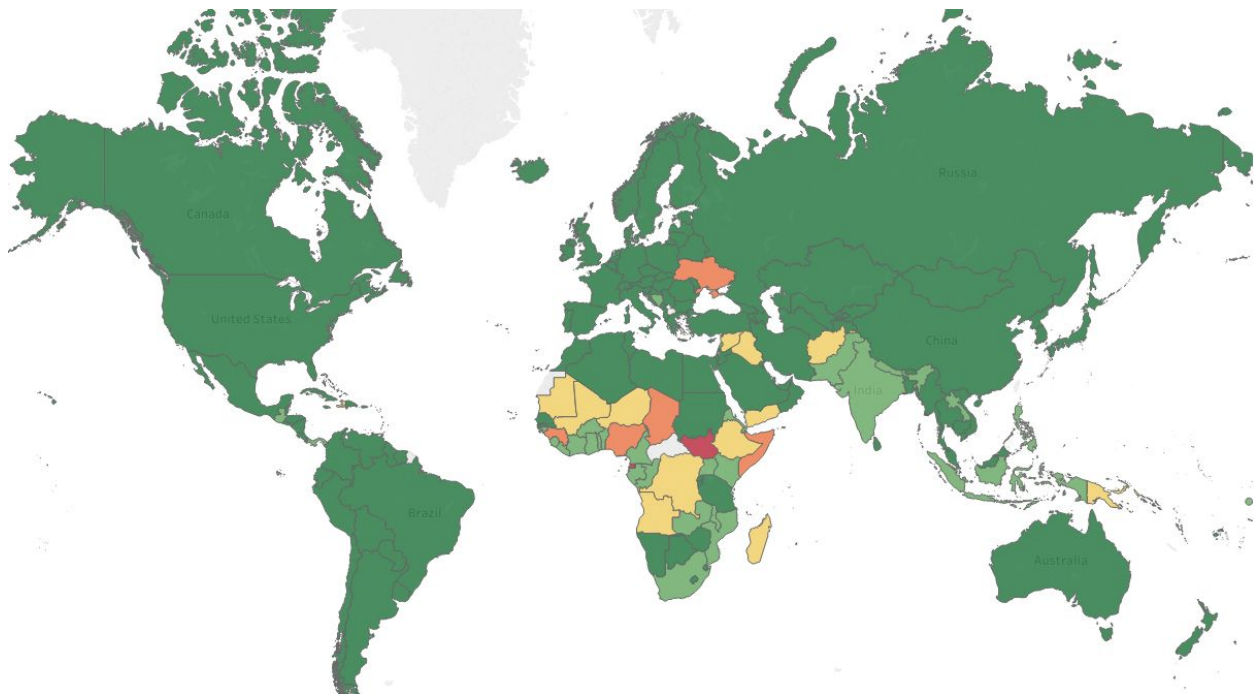 Russia
Canada
United States
China
India
Brazil
Australia